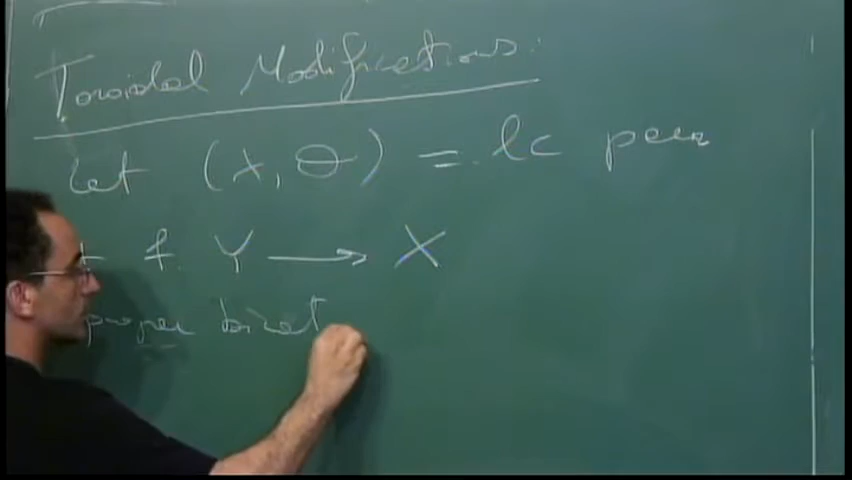 Toroidal Modifications:
Let (X, Θ) = lc pair
f: Y ⟶ X
proper birat